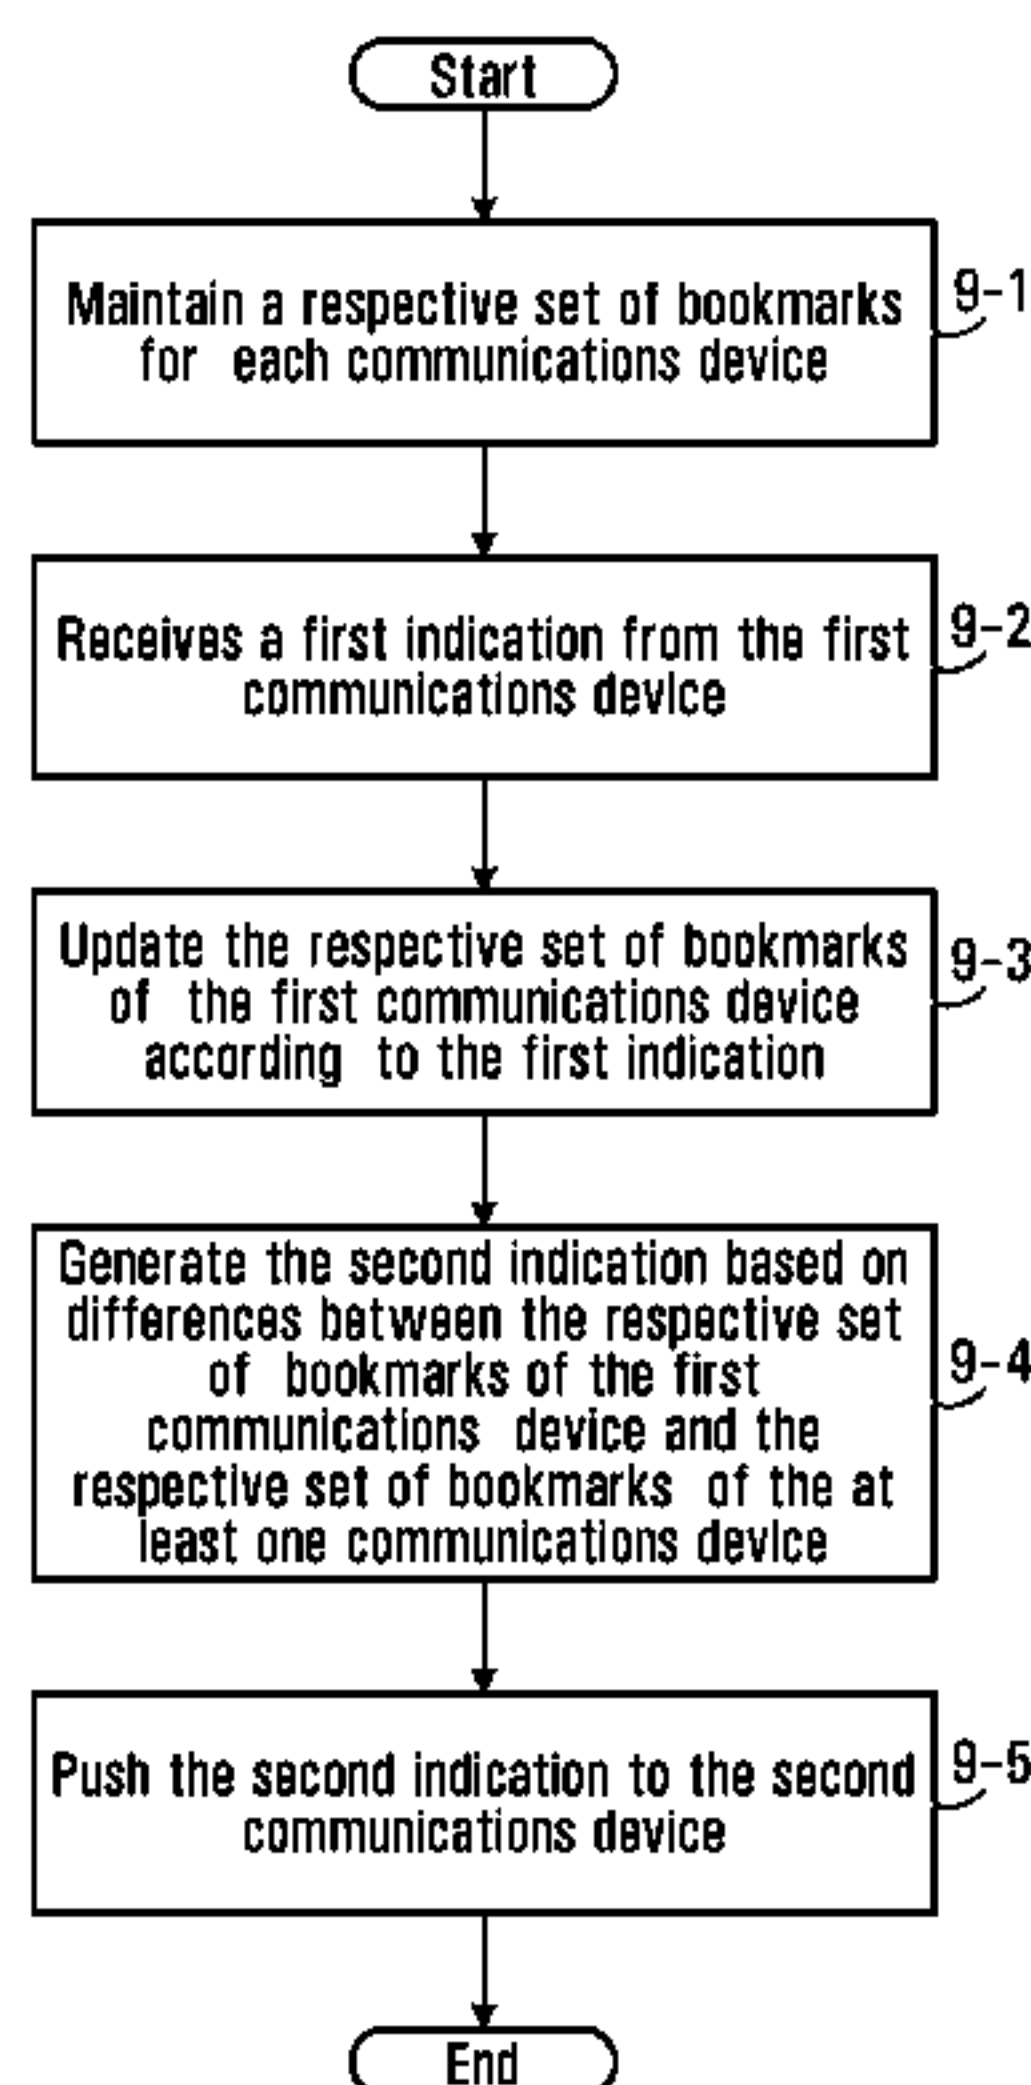 Start
Maintain a respective set of bookmarks
for each communications device
9-1
Receives a first indication from the first
communications device
9-2
Update the respective set of bookmarks
of the first communications device
according to the first indication
9-3
Generate the second indication based on
differences between the respective set
of bookmarks of the first
communications device and the
respective set of bookmarks of the at
least one communications device
9-4
Push the second indication to the second
communications device
9-5
End